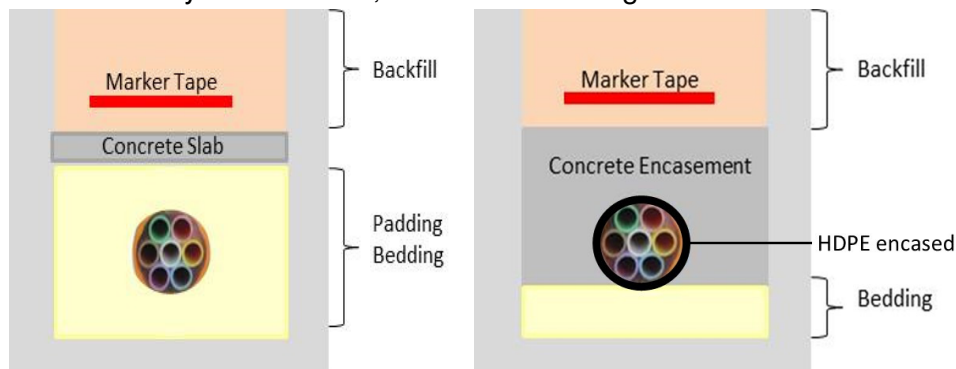 Marker Tape
Backfill
Concrete Slab
Padding
Bedding
Marker Tape
Backfill
Concrete Encasement
HDPE encased
Bedding